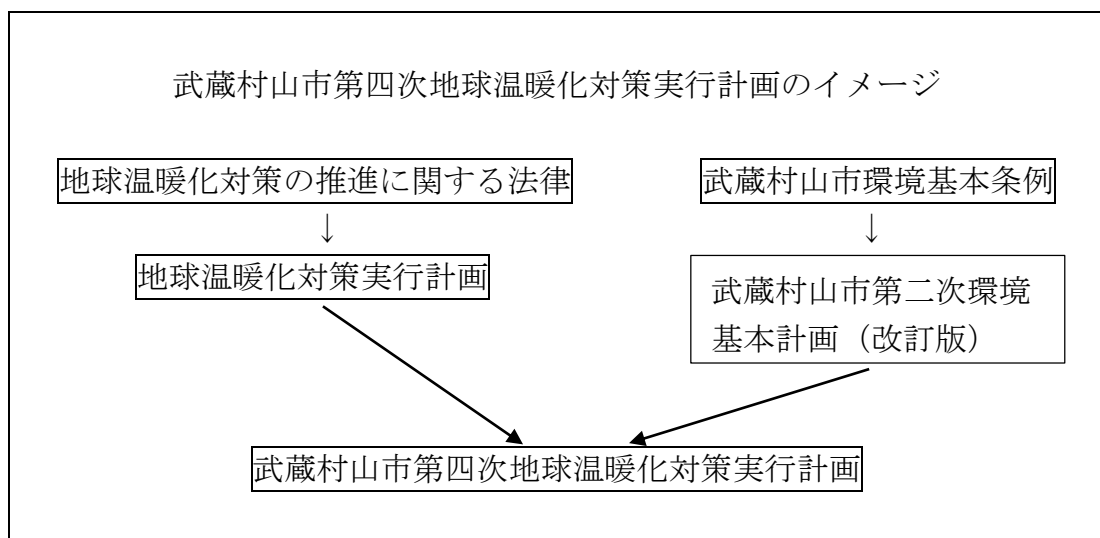 武蔵村山市第四次地球温暖化対策実行計画のイメージ
地球温暖化対策の推進に関する法律
武蔵村山市環境基本条例
↓
↓
地球温暖化対策実行計画
武蔵村山市第二次環境
基本計画（改訂版）
武蔵村山市第四次地球温暖化対策実行計画